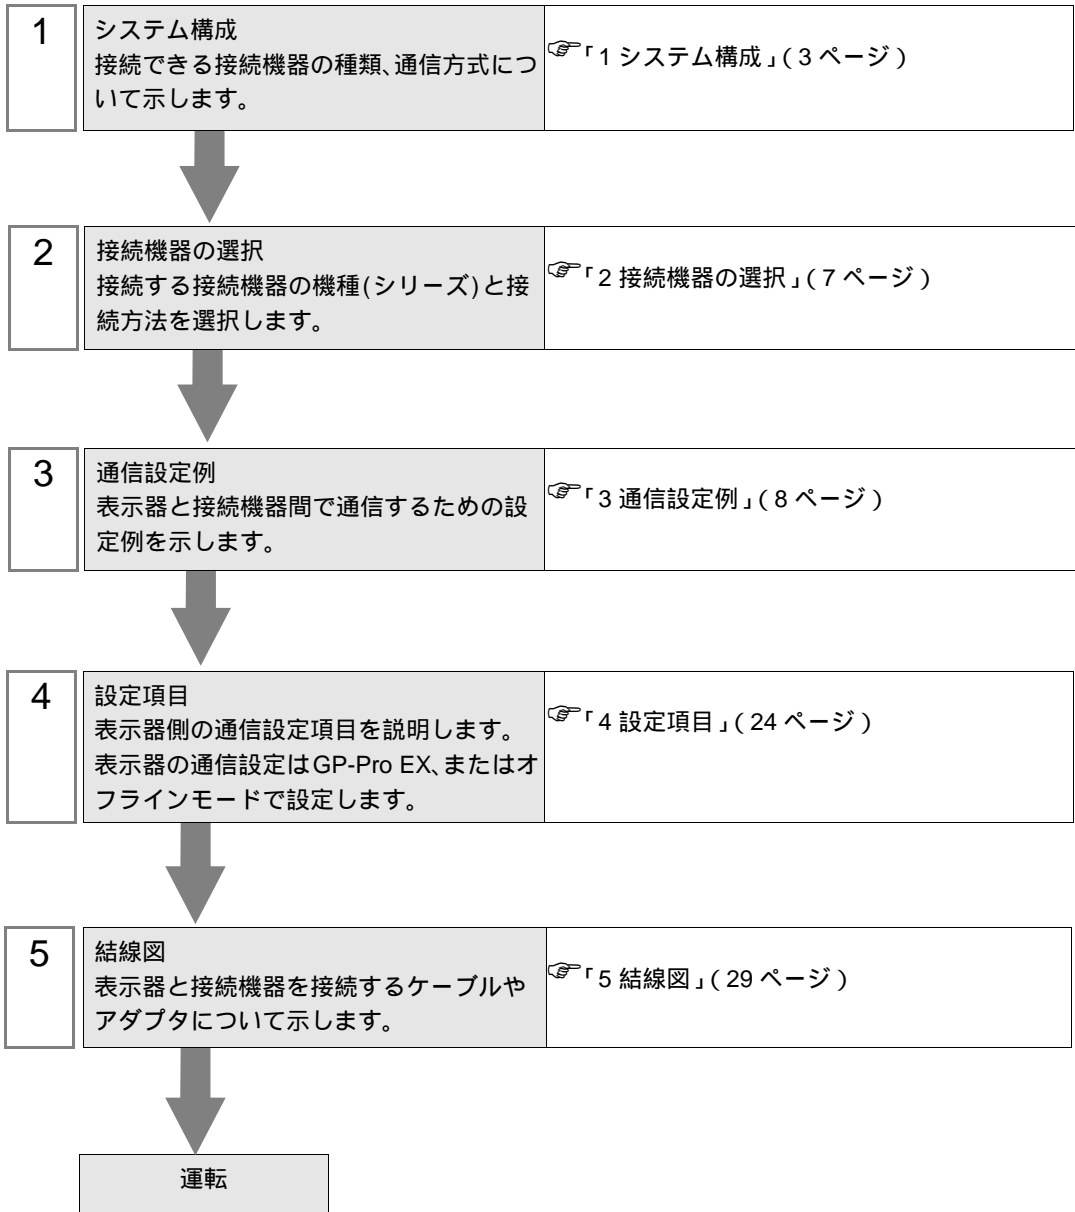 1
システム構成
接続できる接続機器の種類、通信方式につ
いて示します。
☞「1 システム構成」(3 ページ)
2
接続機器の選択
接続する接続機器の機種(シリーズ)と接
続方法を選択します。
☞「2 接続機器の選択」(7 ページ)
3
通信設定例
表示器と接続機器間で通信するための設
定例を示します。
☞「3 通信設定例」(8 ページ)
4
設定項目
表示器側の通信設定項目を説明します。
表示器の通信設定はGP-Pro EX、またはオ
フラインモードで設定します。
☞「4 設定項目」(24 ページ)
5
結線図
表示器と接続機器を接続するケーブルや
アダプタについて示します。
☞「5 結線図」(29 ページ)
運転